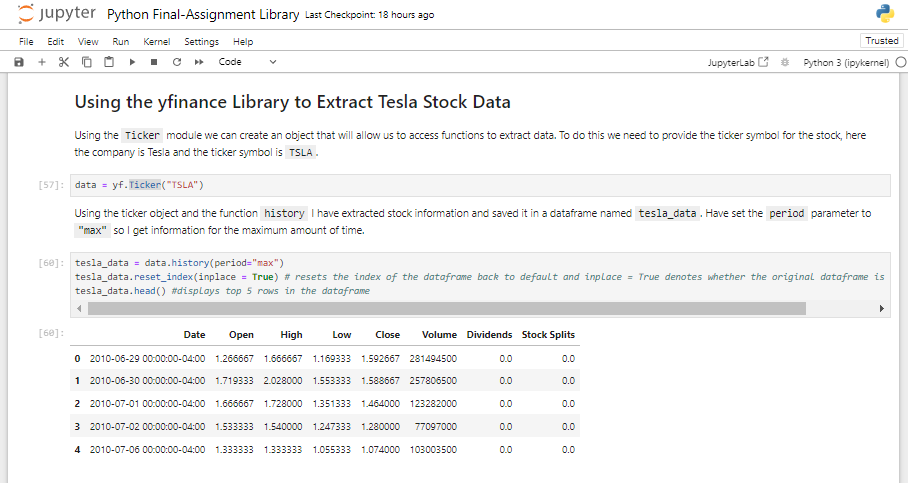 jupyter Python Final-Assignment Library Last Checkpoint: 18 hours ago
File Edit View Run Kernel Settings Help Trusted
Code JupyterLab Python 3 (ipykernel)
Using the yfinance Library to Extract Tesla Stock Data
Using the Ticker module we can create an object that will allow us to access functions to extract data. To do this we need to provide the ticker symbol for the stock, here
the company is Tesla and the ticker symbol is TSLA .
[57]: data = yf.Ticker("TSLA")
Using the ticker object and the function history I have extracted stock information and saved it in a dataframe named tesla_data . Have set the period parameter to
"max" so I get information for the maximum amount of time.
[60]: tesla_data = data.history(period="max")
tesla_data.reset_index(inplace = True) # resets the index of the dataframe back to default and inplace = True denotes whether the original dataframe is
tesla_data.head() #displays top 5 rows in the dataframe
[60]: Date Open High Low Close Volume Dividends Stock Splits
0 2010-06-29 00:00:00-04:00 1.266667 1.666667 1.169333 1.592667 281494500 0.0 0.0
1 2010-06-30 00:00:00-04:00 1.719333 2.028000 1.553333 1.588667 257806500 0.0 0.0
2 2010-07-01 00:00:00-04:00 1.666667 1.728000 1.351333 1.464000 123282000 0.0 0.0
3 2010-07-02 00:00:00-04:00 1.533333 1.540000 1.247333 1.280000 77097000 0.0 0.0
4 2010-07-06 00:00:00-04:00 1.333333 1.333333 1.055333 1.074000 103003500 0.0 0.0